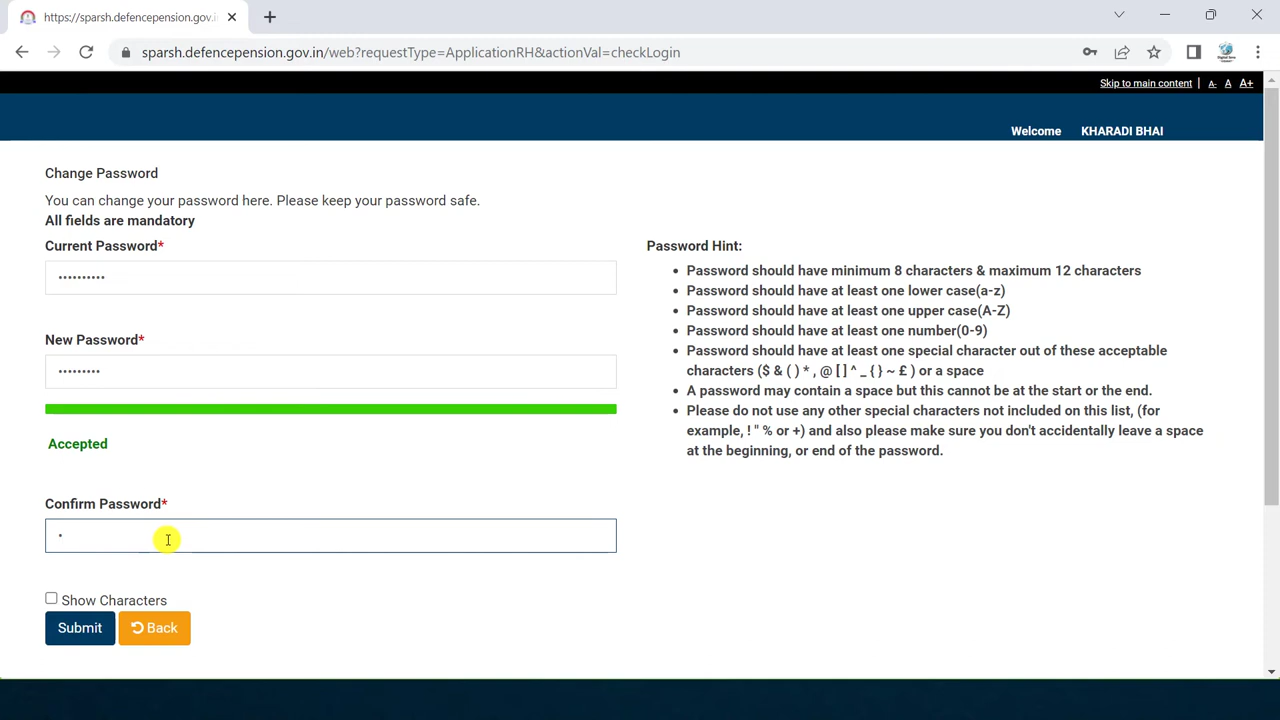 https://sparsh.defencepension.gov.i
sparsh.defencepension.gov.in/web?requestType=ApplicationRH&actionVal=checkLogin
Skip to main content | A- A A+
Welcome KHARADI BHAI
Change Password
You can change your password here. Please keep your password safe.
All fields are mandatory
Current Password*
••••••••••
New Password*
•••••••••
Accepted
Confirm Password*
•
Show Characters
Submit
Back
Password Hint:
• Password should have minimum 8 characters & maximum 12 characters
• Password should have at least one lower case(a-z)
• Password should have at least one upper case(A-Z)
• Password should have at least one number(0-9)
• Password should have at least one special character out of these acceptable
characters ($ & ( ) * , @ [ ] ^ _ { } ~ £ ) or a space
• A password may contain a space but this cannot be at the start or the end.
• Please do not use any other special characters not included on this list, (for
example, ! " % or +) and also please make sure you don't accidentally leave a space
at the beginning, or end of the password.